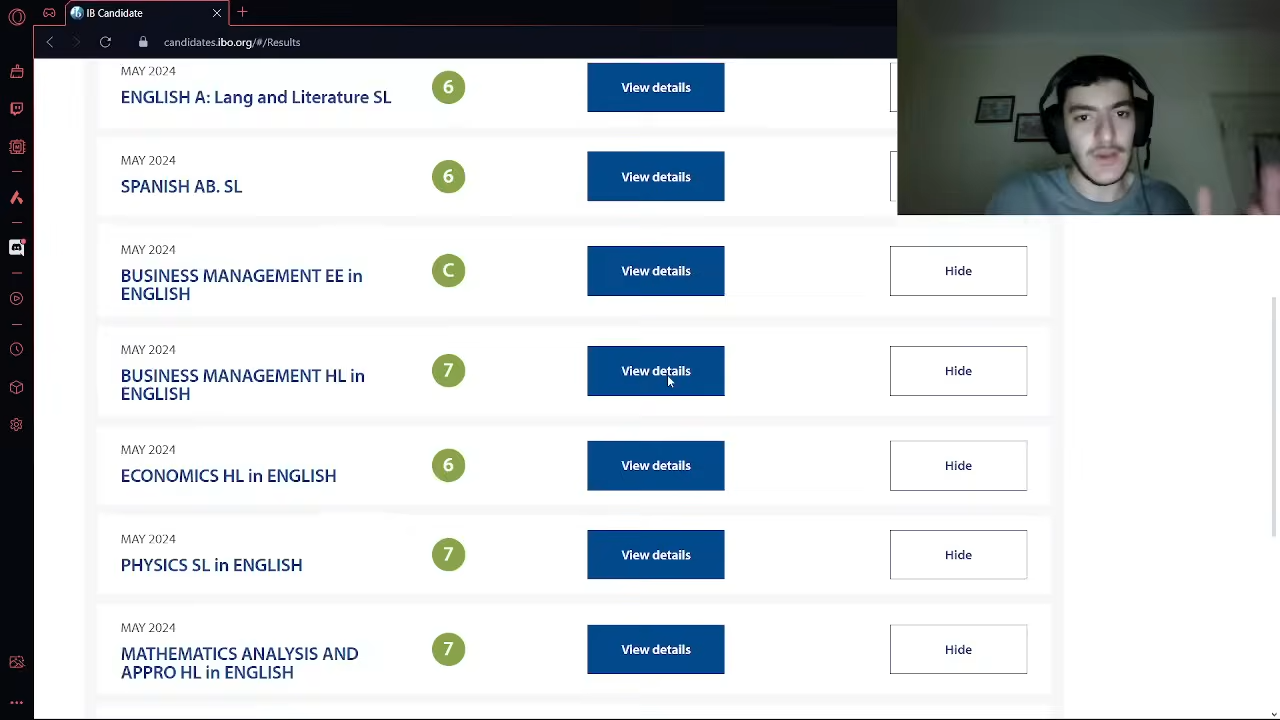 IB Candidate
candidates.ibo.org/#/Results
MAY 2024
ENGLISH A: Lang and Literature SL
6
View details
MAY 2024
SPANISH AB. SL
6
View details
MAY 2024
BUSINESS MANAGEMENT EE in
ENGLISH
C
View details
Hide
MAY 2024
BUSINESS MANAGEMENT HL in
ENGLISH
7
View details
Hide
MAY 2024
ECONOMICS HL in ENGLISH
6
View details
Hide
MAY 2024
PHYSICS SL in ENGLISH
7
View details
Hide
MAY 2024
MATHEMATICS ANALYSIS AND
APPRO HL in ENGLISH
7
View details
Hide